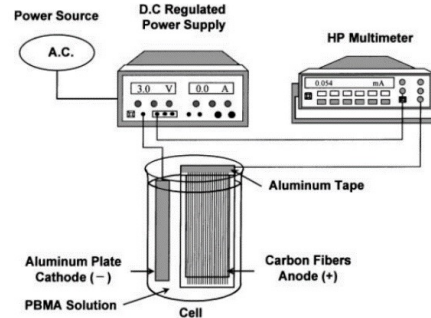 Power Source
D.C Regulated
Power Supply
HP Multimeter
A.C.
3.0 V
0.0 A
0.054 mA
Aluminum Tape
Aluminum Plate
Cathode (−)
Carbon Fibers
Anode (+)
PBMA Solution
Cell